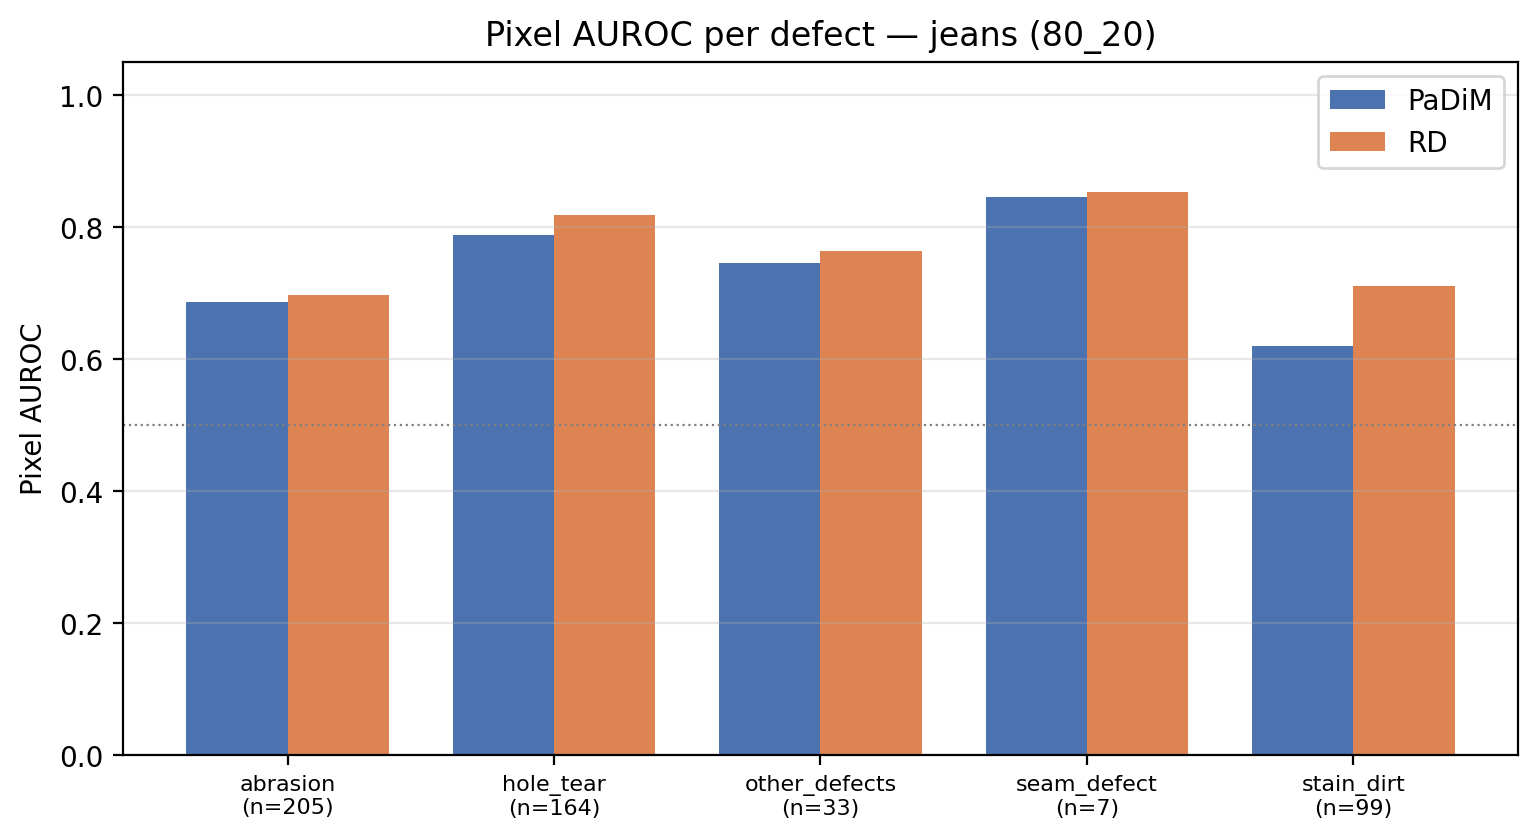 Pixel AUROC per defect — jeans (80_20)
PaDiM
RD
Pixel AUROC
1.0
0.8
0.6
0.4
0.2
0.0
abrasion
(n=205)
hole_tear
(n=164)
other_defects
(n=33)
seam_defect
(n=7)
stain_dirt
(n=99)